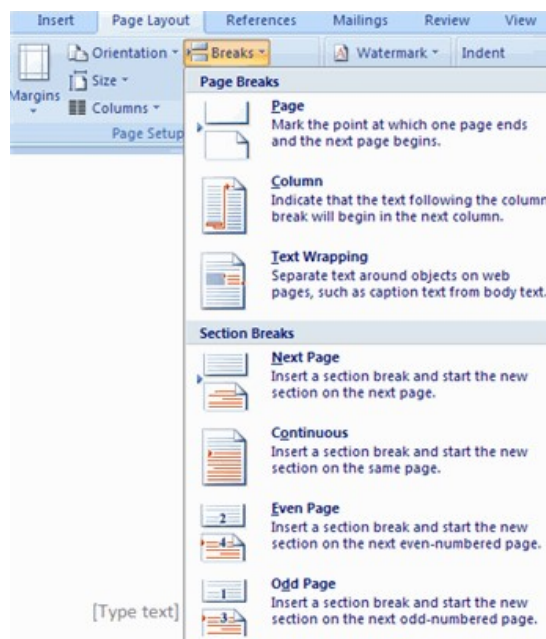 Insert Page Layout References Mailings Review View
Orientation Breaks Watermark Indent
Size
Margins
Columns
Page Setup
Page Breaks
Page
Mark the point at which one page ends
and the next page begins.
Column
Indicate that the text following the column
break will begin in the next column.
Text Wrapping
Separate text around objects on web
pages, such as caption text from body text.
Section Breaks
Next Page
Insert a section break and start the new
section on the next page.
Continuous
Insert a section break and start the new
section on the same page.
2
4
Even Page
Insert a section break and start the new
section on the next even-numbered page.
1
3
Odd Page
Insert a section break and start the new
section on the next odd-numbered page.
[Type text]